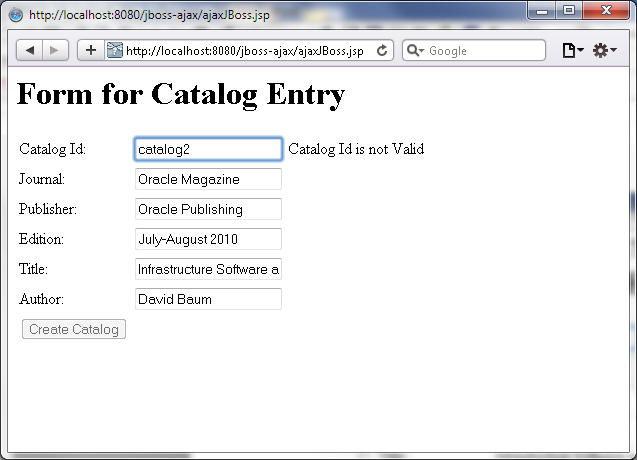 http://localhost:8080/jboss-ajax/ajaxJBoss.jsp
http://localhost:8080/jboss-ajax/ajaxJBoss.jsp Google
Form for Catalog Entry
Catalog Id: catalog2 Catalog Id is not Valid
Journal: Oracle Magazine
Publisher: Oracle Publishing
Edition: July-August 2010
Title: Infrastructure Software a
Author: David Baum
Create Catalog